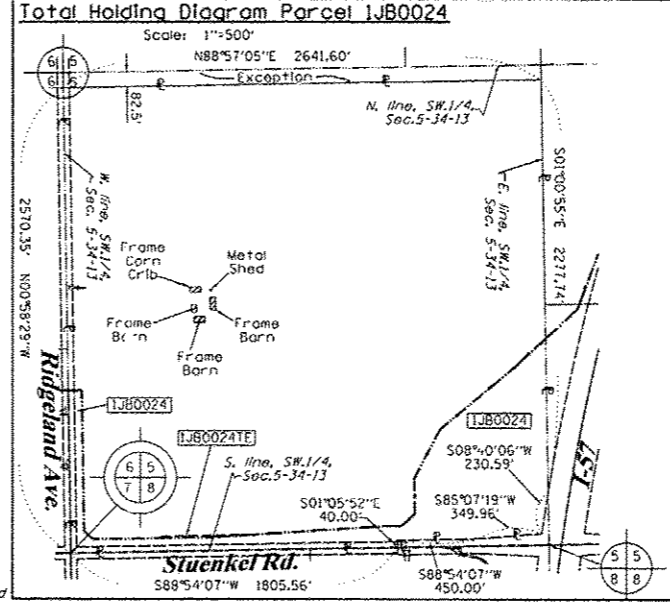 Total Holding Diagram Parcel 1JB0024
Scale: 1"=500'
N88°57'05"E 2641.60'
Exception
6 5
6 5
82.5'
N. line, SW.1/4,
Sec.5-34-13
W. line, SW.1/4,
Sec. 5-34-13
E. line, SW.1/4,
Sec. 5-34-13
S01°00'55"E 2277.74'
2570.35' N00°58'29"W
Frame
Corn
Crib
Metal
Shed
Frame
Barn
Frame
Barn
Frame
Barn
Ridgeland Ave.
1JB0024
1JB0024TE
1JB0024
6 5
7 8
S. line, SW.1/4,
Sec.5-34-13
S08°40'06"W
230.59'
I-57
S01°05'52"E
40.00'
S85°07'19"W
349.96'
Stuenkel Rd.
S88°54'07"W 1805.56'
S88°54'07"W
450.00'
5 5
8 8